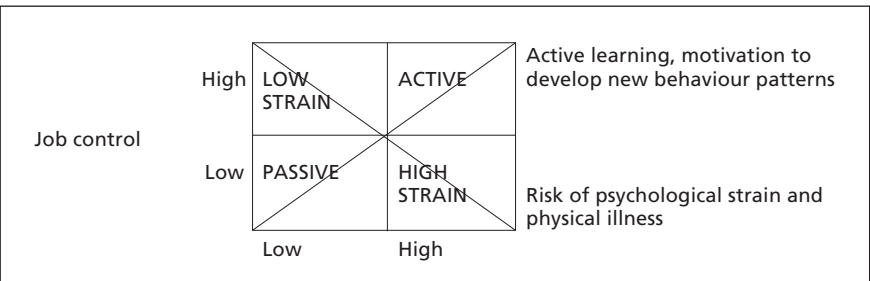 High
LOW
STRAIN
ACTIVE
Active learning, motivation to
develop new behaviour patterns
Job control
Low
PASSIVE
HIGH
STRAIN
Risk of psychological strain and
physical illness
Low
High